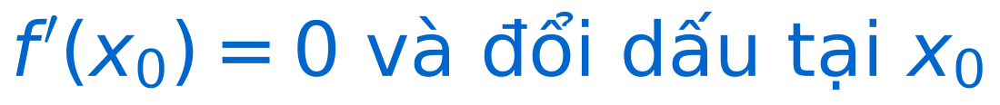 f′(x₀) = 0 và đổi dấu tại x₀